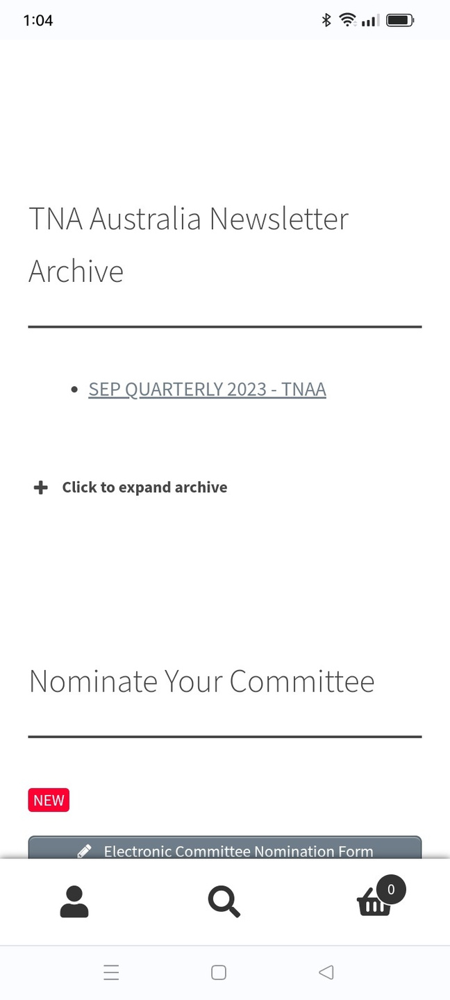 1:04
TNA Australia Newsletter
Archive
SEP QUARTERLY 2023 - TNAA
Click to expand archive
Nominate Your Committee
NEW
Electronic Committee Nomination Form
0